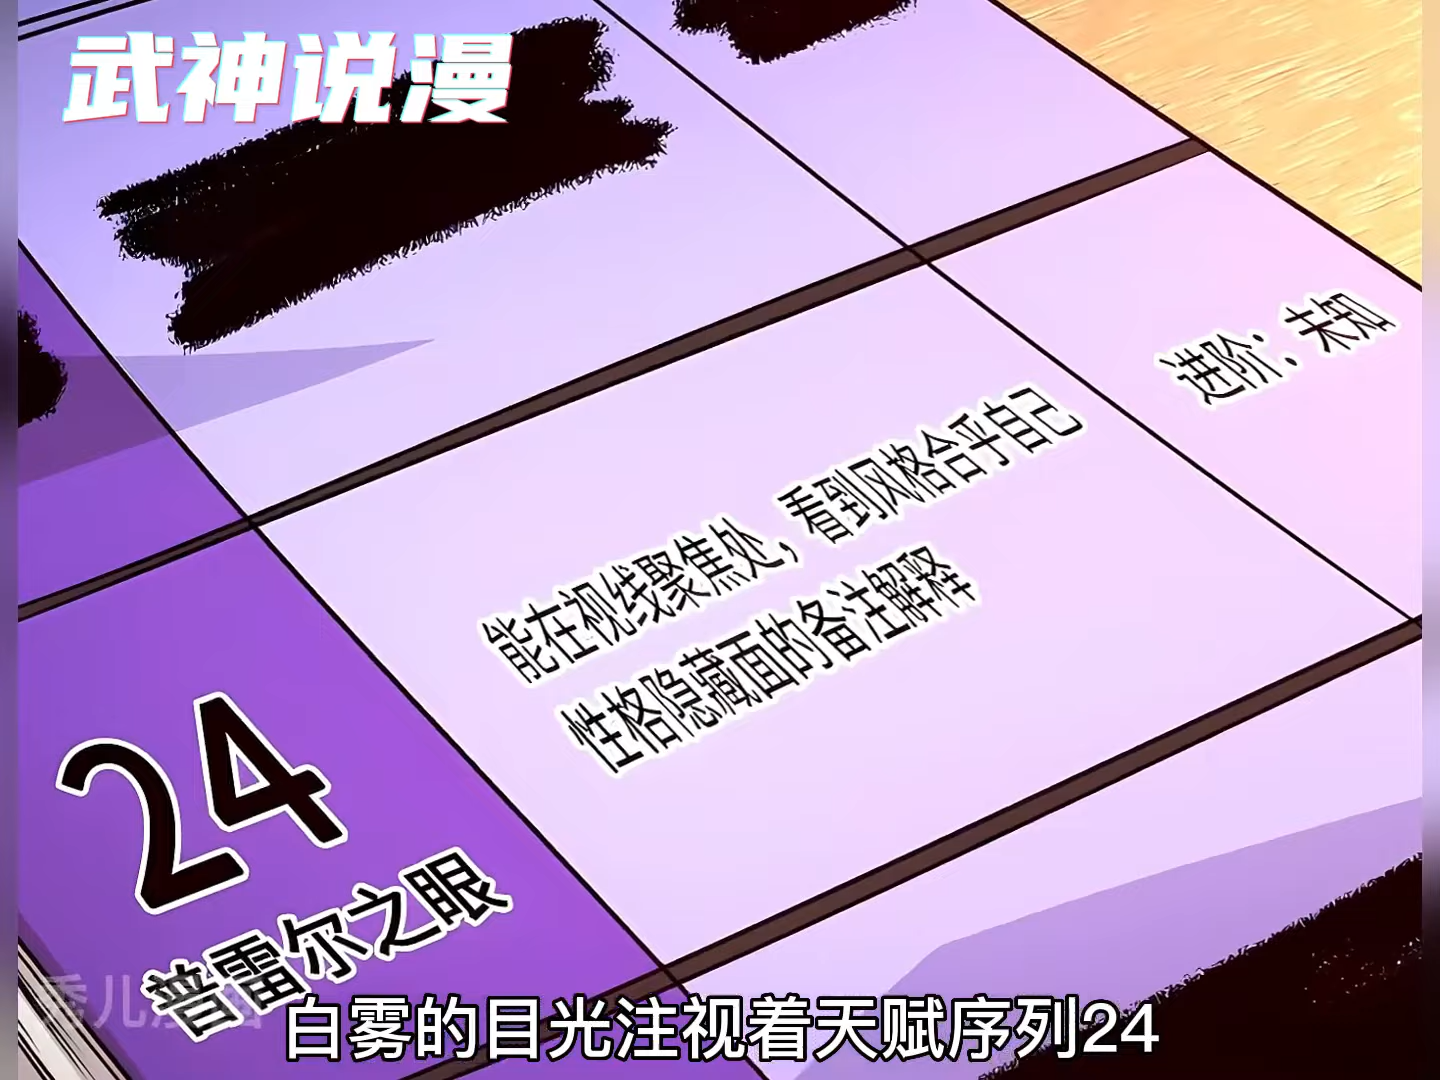 武神说漫
进阶：未知
能在视线聚焦处，看到风格合乎自己
性格隐藏面的备注解释
24
普雷尔之眼
白雾的目光注视着天赋序列24